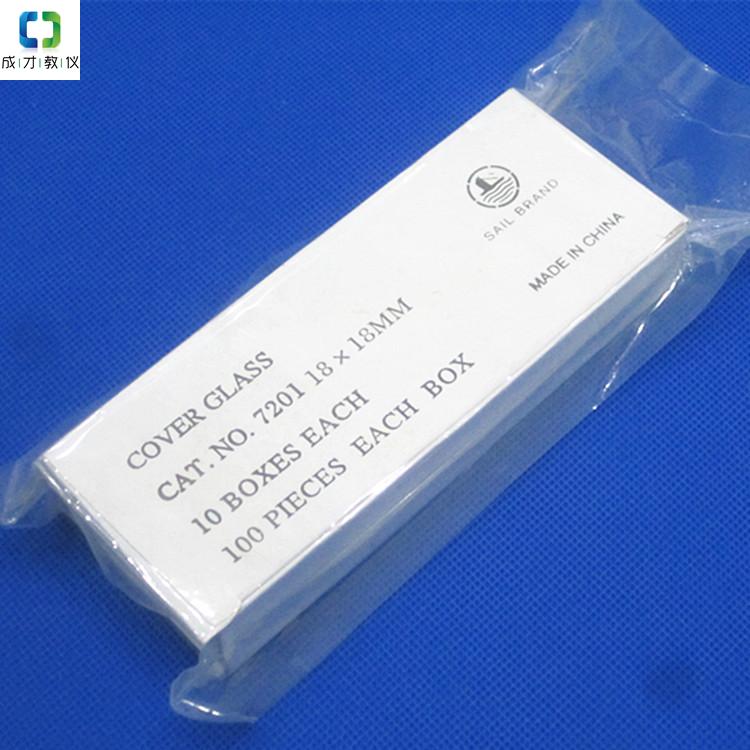 成才教仪
SAIL BRAND
MADE IN CHINA
COVER GLASS
CAT. NO. 7201 18 × 18MM
10 BOXES EACH
100 PIECES EACH BOX